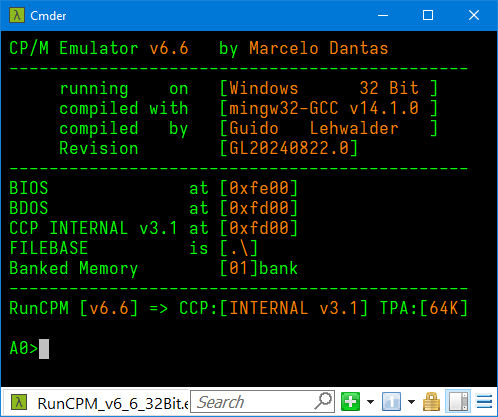 Cmder
CP/M Emulator v6.6   by Marcelo Dantas
----------------------------------------------
     running    on   [Windows      32 Bit ]
     compiled with   [mingw32-GCC v14.1.0 ]
     compiled   by   [Guido   Lehwalder   ]
     Revision        [GL20240822.0]
----------------------------------------------
BIOS              at [0xfe00]
BDOS              at [0xfd00]
CCP INTERNAL v3.1 at [0xfd00]
FILEBASE          is [.\]
Banked Memory        [01]bank
----------------------------------------------
RunCPM [v6.6] => CCP:[INTERNAL v3.1] TPA:[64K]
A0>
λ RunCPM_v6_6_32Bit.e
Search
1